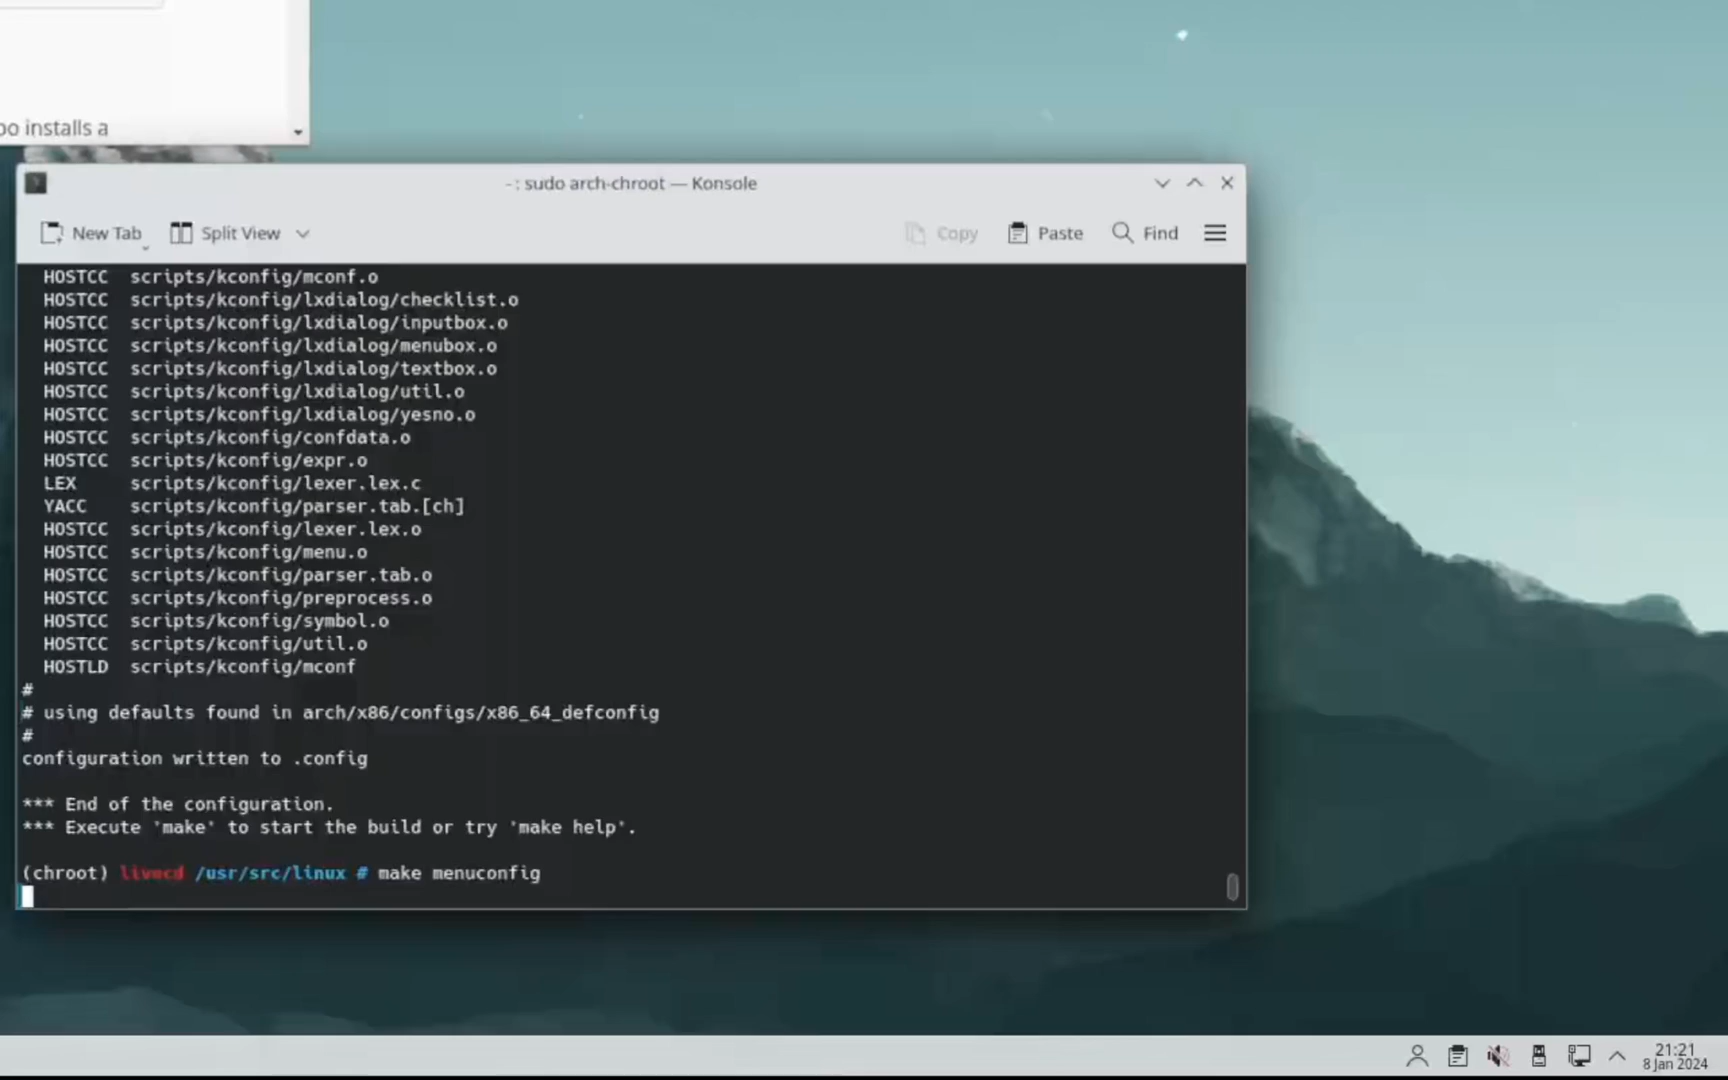 oo installs a
~ : sudo arch-chroot — Konsole
New Tab
Split View
Copy
Paste
Find
HOSTCC scripts/kconfig/mconf.o
HOSTCC scripts/kconfig/lxdialog/checklist.o
HOSTCC scripts/kconfig/lxdialog/inputbox.o
HOSTCC scripts/kconfig/lxdialog/menubox.o
HOSTCC scripts/kconfig/lxdialog/textbox.o
HOSTCC scripts/kconfig/lxdialog/util.o
HOSTCC scripts/kconfig/lxdialog/yesno.o
HOSTCC scripts/kconfig/confdata.o
HOSTCC scripts/kconfig/expr.o
LEX scripts/kconfig/lexer.lex.c
YACC scripts/kconfig/parser.tab.[ch]
HOSTCC scripts/kconfig/lexer.lex.o
HOSTCC scripts/kconfig/menu.o
HOSTCC scripts/kconfig/parser.tab.o
HOSTCC scripts/kconfig/preprocess.o
HOSTCC scripts/kconfig/symbol.o
HOSTCC scripts/kconfig/util.o
HOSTLD scripts/kconfig/mconf
#
# using defaults found in arch/x86/configs/x86_64_defconfig
#
configuration written to .config
*** End of the configuration.
*** Execute 'make' to start the build or try 'make help'.
(chroot) livecd /usr/src/linux # make menuconfig
21:21
8 Jan 2024